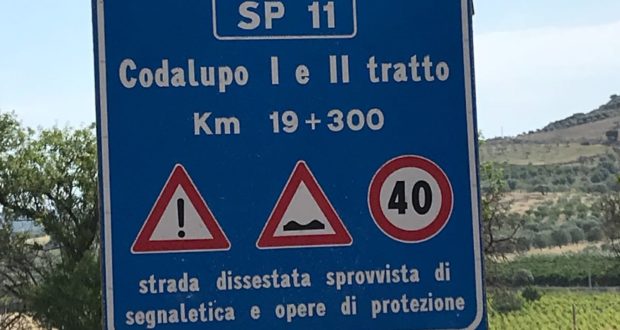 SP 11
Codalupo I e II tratto
Km 19+300
!
40
strada dissestata sprovvista di
segnaletica e opere di protezione